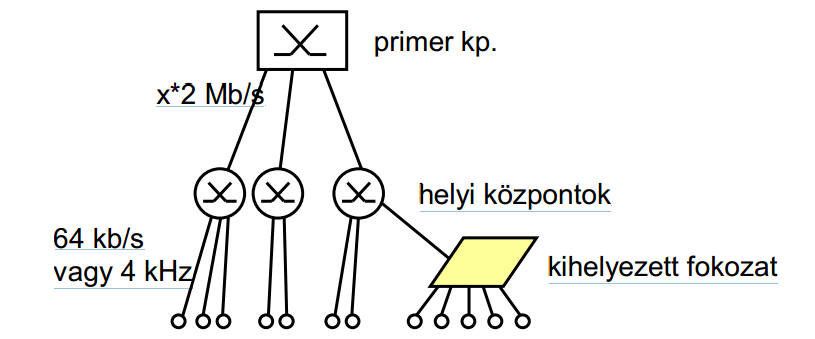 primer kp.
x*2 Mb/s
helyi központok
64 kb/s
vagy 4 kHz
kihelyezett fokozat